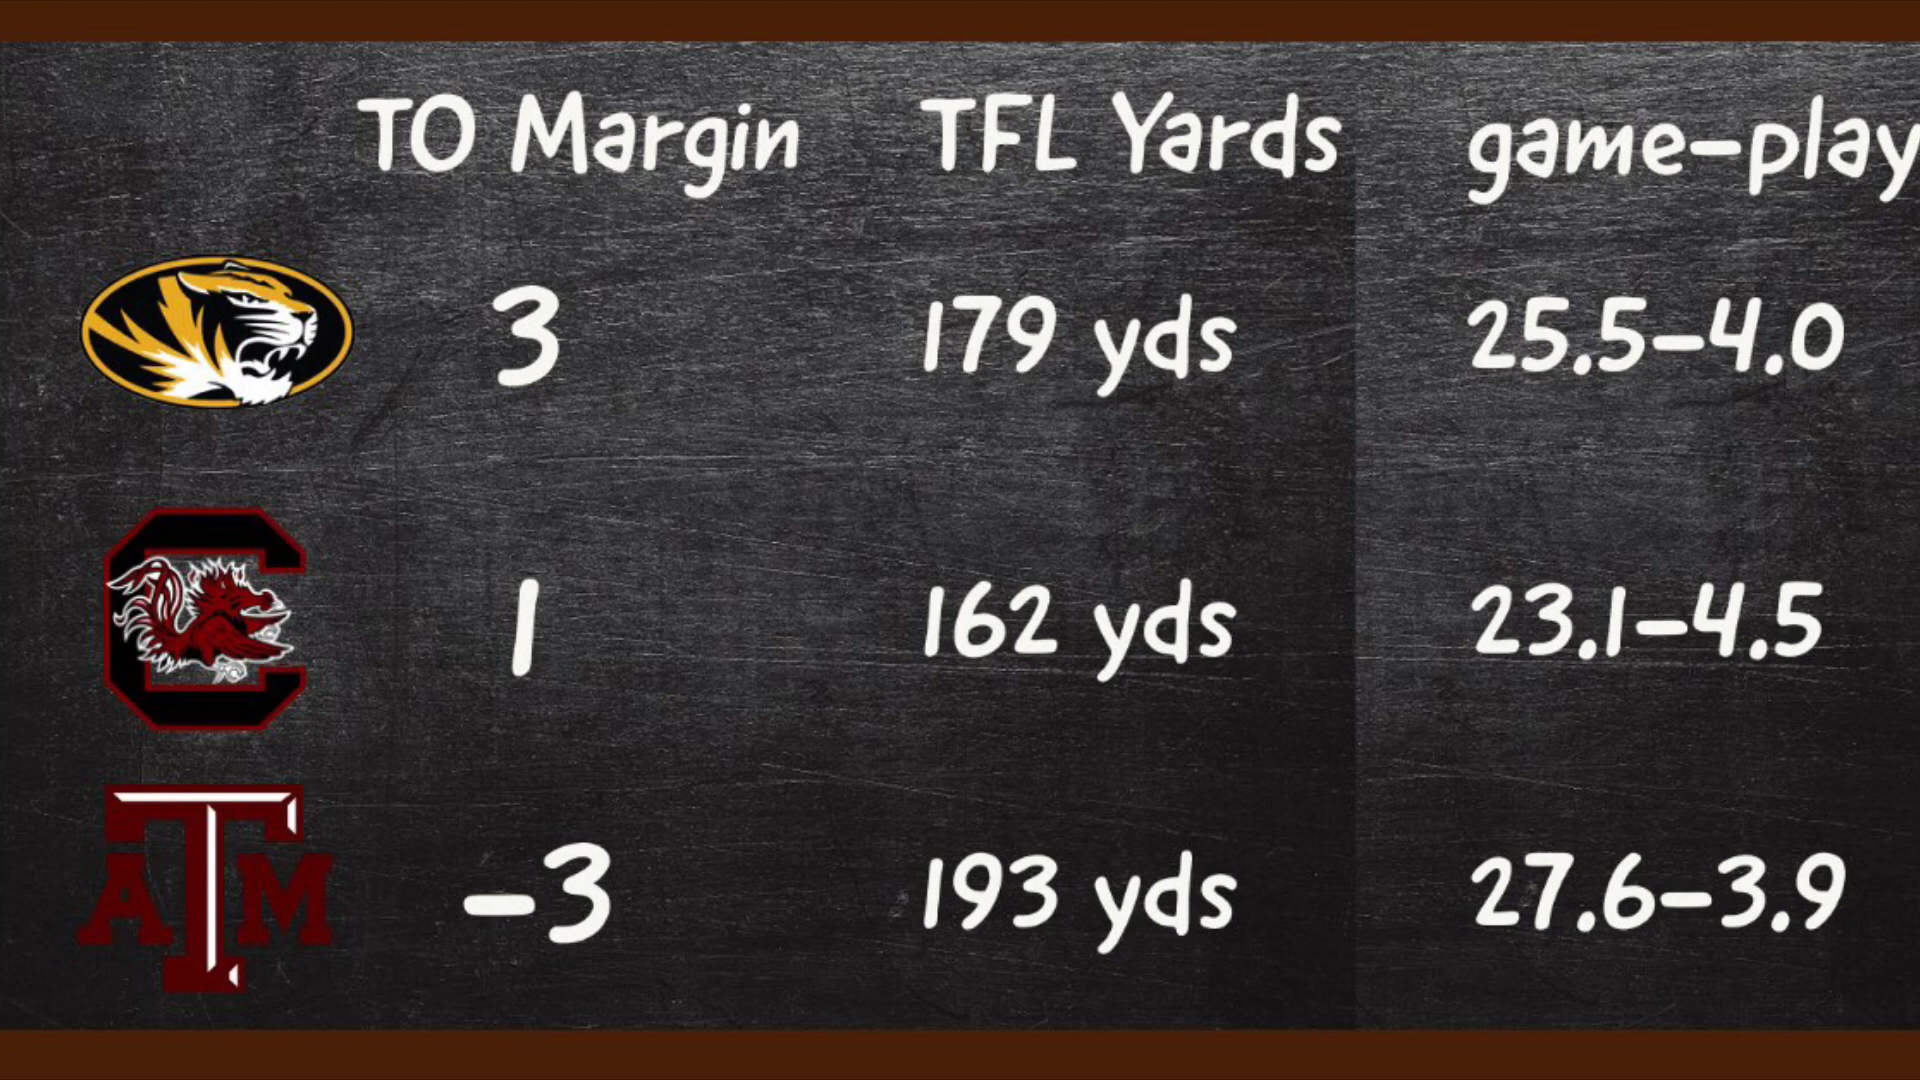 TO Margin TFL Yards game-play
3 179 yds 25.5-4.0
1 162 yds 23.1-4.5
ATM -3 193 yds 27.6-3.9